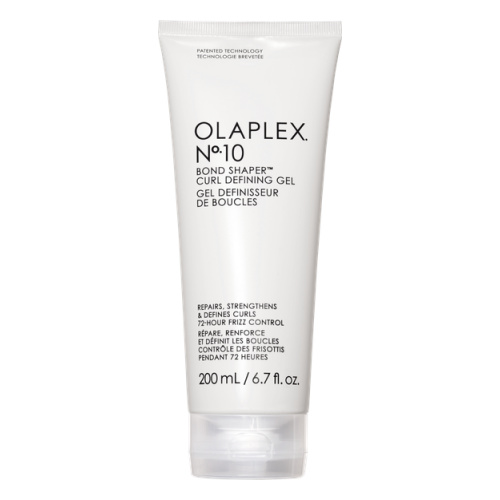 PATENTED TECHNOLOGY
TECHNOLOGIE BREVETÉE
OLAPLEX.
Nº.10
BOND SHAPER™
CURL DEFINING GEL
GEL DEFINISSEUR
DE BOUCLES
REPAIRS, STRENGTHENS
& DEFINES CURLS
72-HOUR FRIZZ CONTROL
RÉPARE, RENFORCE
ET DÉFINIT LES BOUCLES
CONTRÔLE DES FRISOTTIS
PENDANT 72 HEURES
200 mL / 6.7 fl. oz.